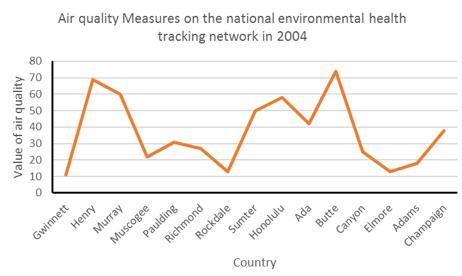 Air quality Measures on the national environmental health
tracking network in 2004
Value of air quality
80
70
60
50
40
30
20
10
0
Gwinnett
Henry
Murray
Muscogee
Paulding
Richmond
Rockdale
Sumter
Honolulu
Ada
Butte
Canyon
Elmore
Adams
Champaign
Country